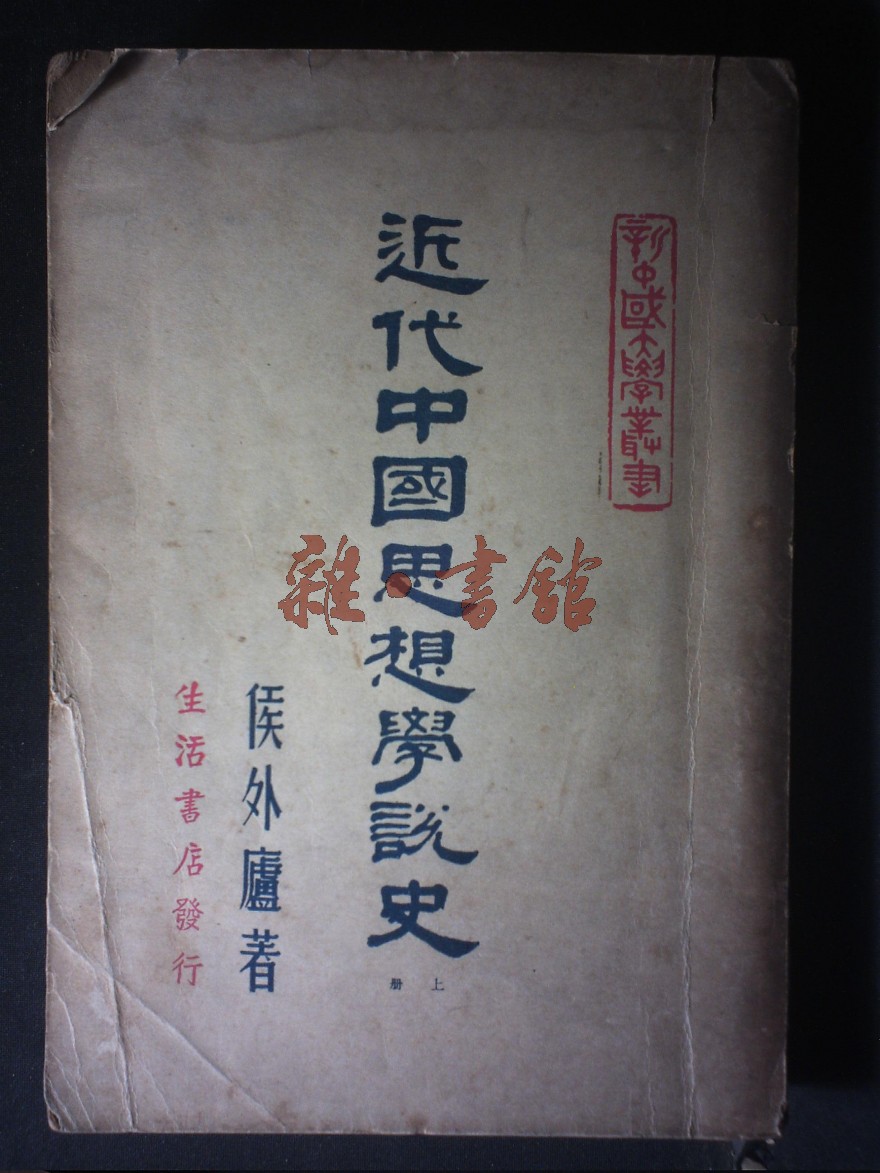 新中國大學叢書
近代中國思想學說史
上册
侯外廬著
生活書店發行
雜·書館